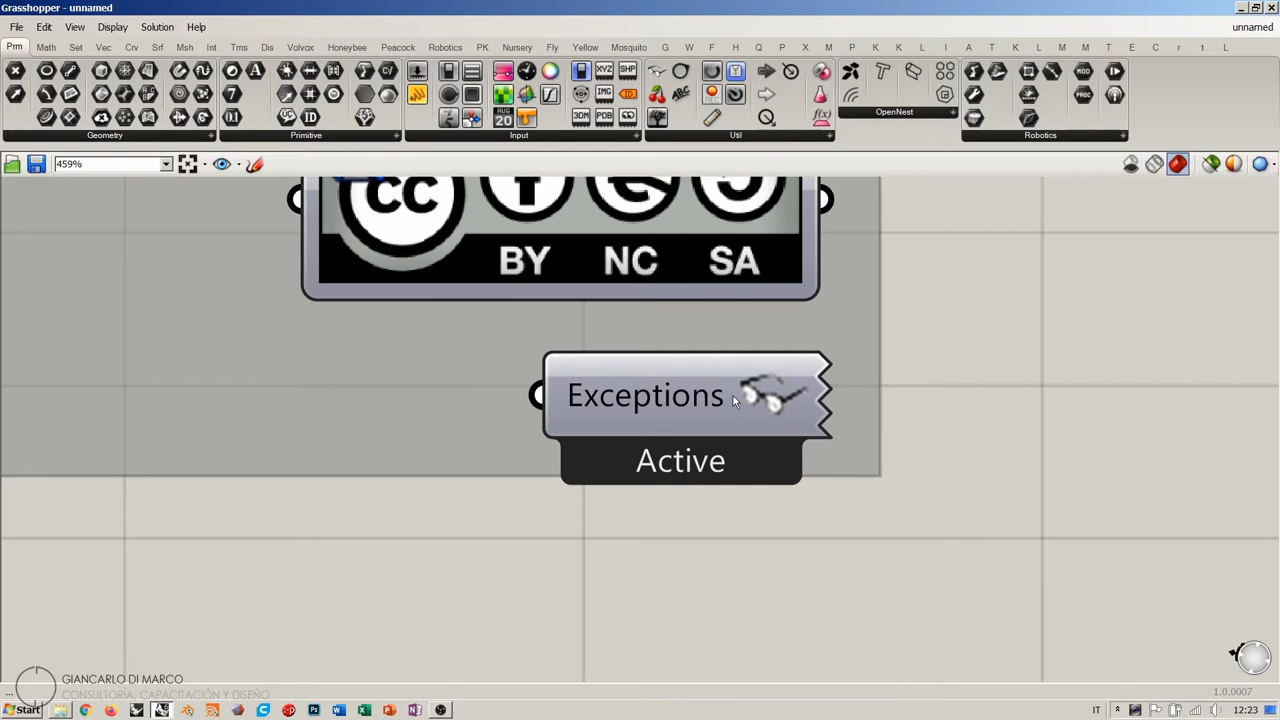 Grasshopper - unnamed
File Edit View Display Solution Help
unnamed
Prm Math Set Vec Crv Srf Msh Int Trns Dis Volvox Honeybee Peacock Robotics PK Nursery Fly Yellow Mosquito G W F H Q P Z M P K K L M M T E C r t L
Geometry Primitive Input Util OpenNest Robotics
459%
CC
BY NC SA
Exceptions
Active
GIANCARLO DI MARCO
CONSULTORÍA, CAPACITACIÓN Y DISEÑO
...
1.0.0007
Start
IT
12:23